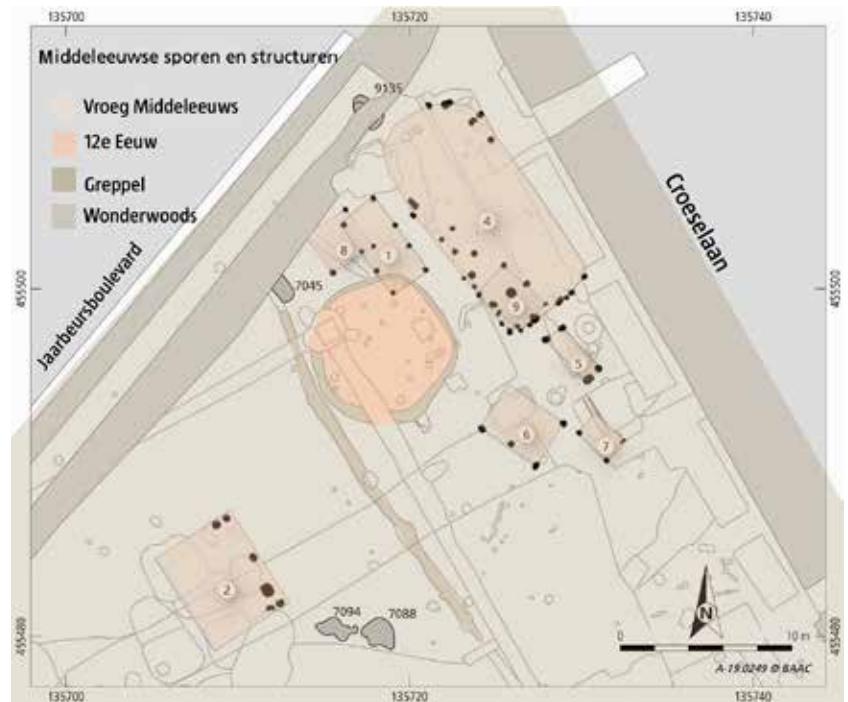 135700 135720 135740
Middeleeuwse sporen en structuren
Vroeg Middeleeuws
12e Eeuw
Greppel
Wonderwoods
9135
4
Croeselaan
8
1
Jaarbeursboulevard
7045
455500
455500
9
5
6
7
2
7094
7088
N
0 10 m
455480
455480
A-19.0249 © BAAC
135700 135720 135740